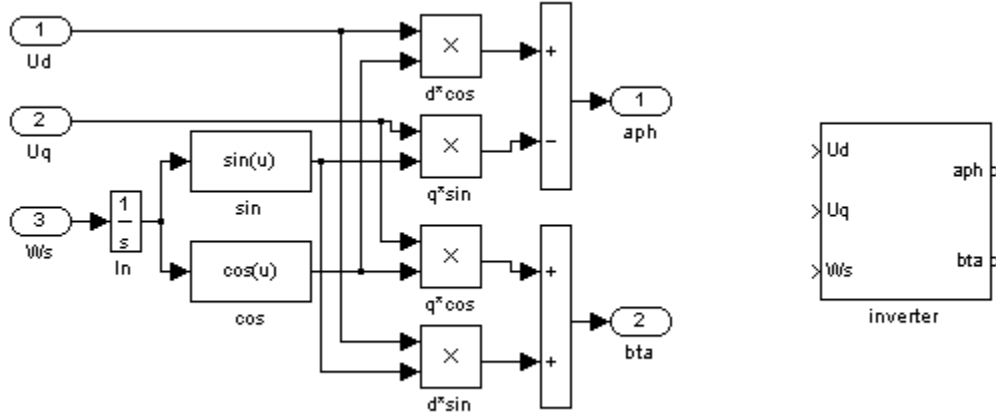 1
Ud
2
Uq
3
Ws
1
s
In
sin(u)
sin
cos(u)
cos
×
d*cos
×
q*sin
×
q*cos
×
d*sin
+
−
+
+
1
aph
2
bta
Ud
Uq
Ws
aph
bta
inverter